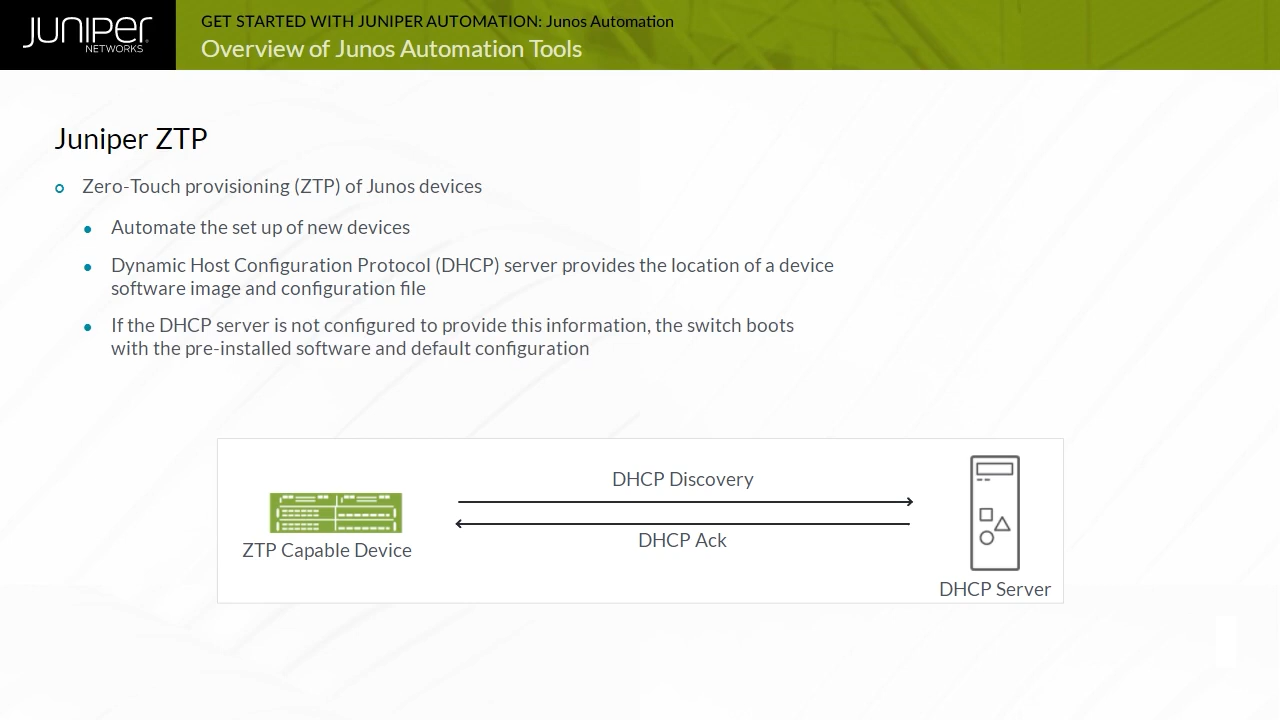 JUNIPER
NETWORKS
GET STARTED WITH JUNIPER AUTOMATION: Junos Automation
Overview of Junos Automation Tools
Juniper ZTP
Zero-Touch provisioning (ZTP) of Junos devices
Automate the set up of new devices
Dynamic Host Configuration Protocol (DHCP) server provides the location of a device
software image and configuration file
If the DHCP server is not configured to provide this information, the switch boots
with the pre-installed software and default configuration
DHCP Discovery
DHCP Ack
ZTP Capable Device
DHCP Server